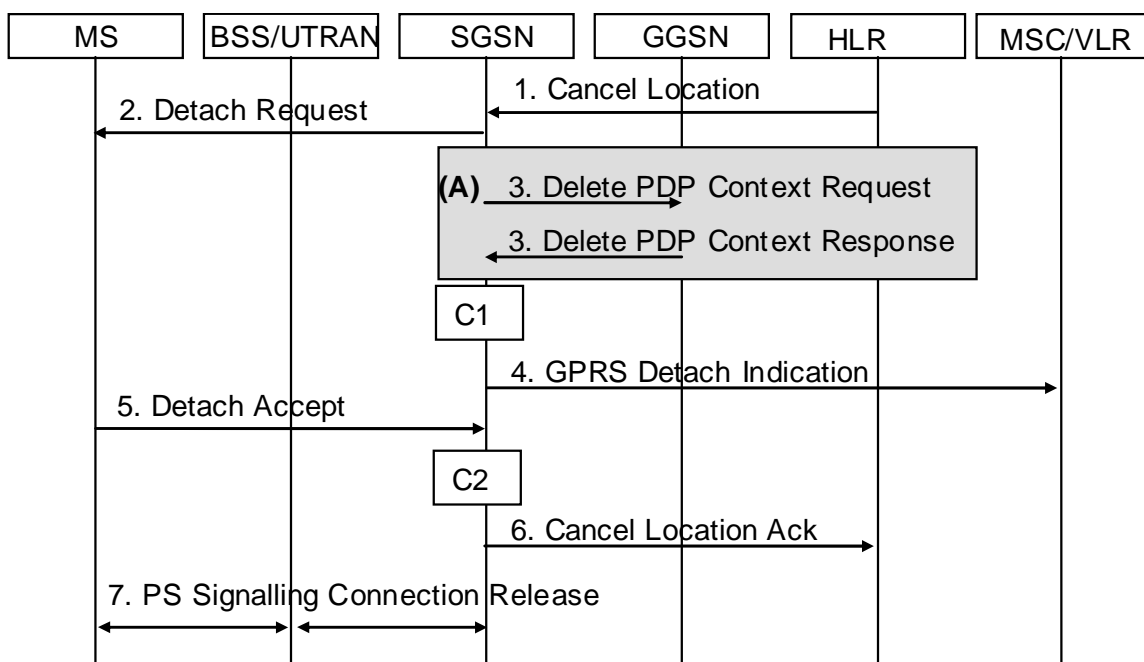 MS BSS/UTRAN SGSN GGSN HLR MSC/VLR
1. Cancel Location
2. Detach Request
(A) 3. Delete PDP Context Request
3. Delete PDP Context Response
C1
4. GPRS Detach Indication
5. Detach Accept
C2
6. Cancel Location Ack
7. PS Signalling Connection Release